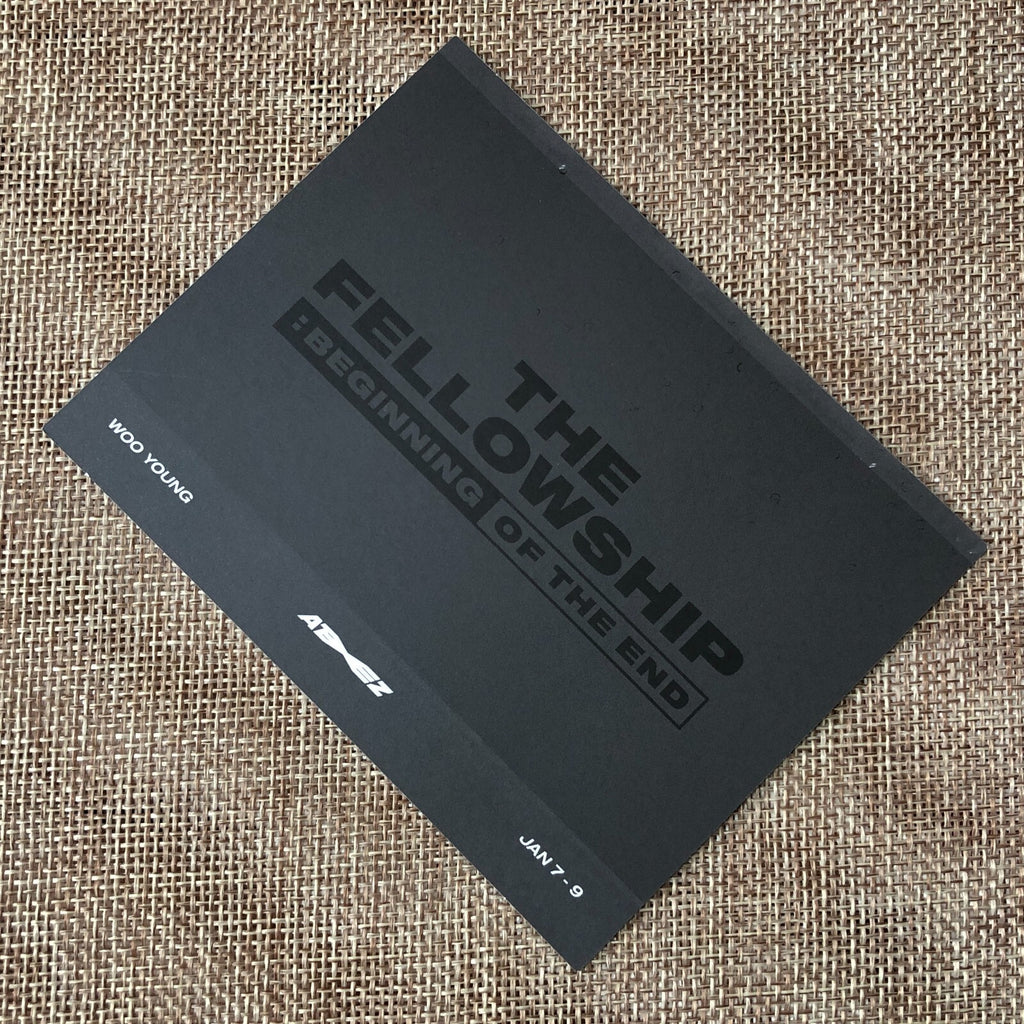 THE
FELLOWSHIP
:BEGINNING OF THE END
WOO YOUNG
ATEEZ
JAN 7 - 9